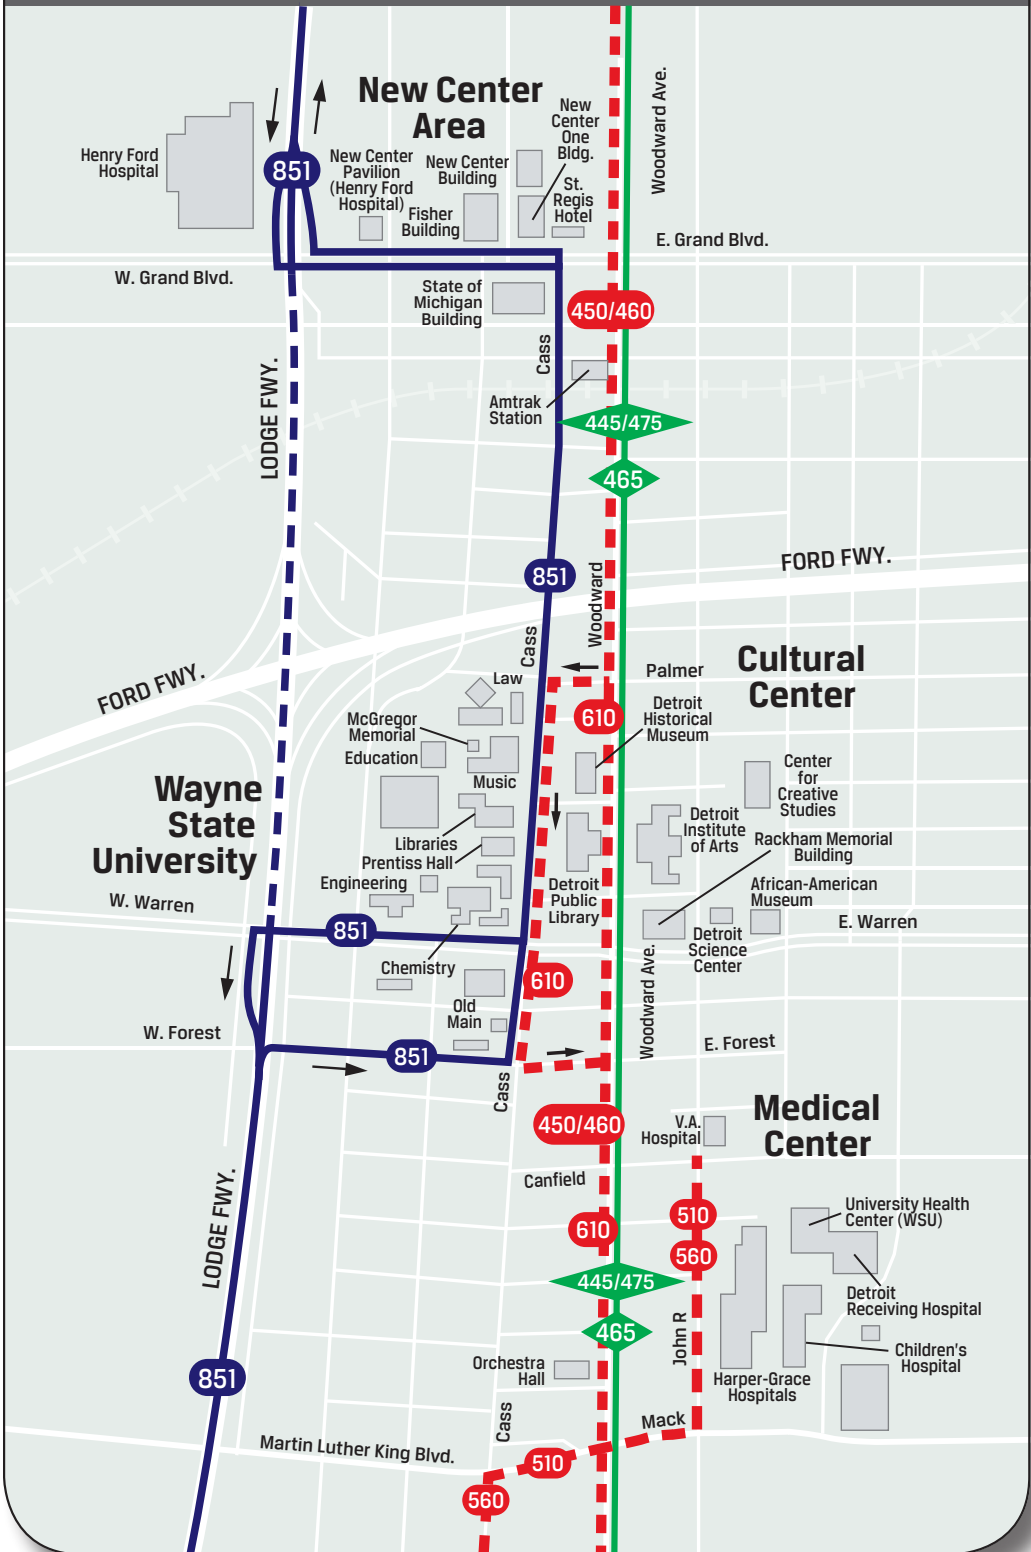 New Center
Area
Woodward Ave.
New
Center
One
Bldg.
Henry Ford
Hospital
851
New Center
Pavilion
(Henry Ford
Hospital)
New Center
Building
St.
Regis
Hotel
Fisher
Building
E. Grand Blvd.
W. Grand Blvd.
State of
Michigan
Building
450/460
Cass
LODGE FWY.
Amtrak
Station
445/475
465
FORD FWY.
851
Woodward
Cass
Cultural
Center
Palmer
FORD FWY.
Law
610
Detroit
Historical
Museum
McGregor
Memorial
Education
Music
Center
for
Creative
Studies
Wayne
State
University
Detroit
Institute
of Arts
Rackham Memorial
Building
Libraries
Prentiss Hall
Engineering
Detroit
Public
Library
African-American
Museum
W. Warren
E. Warren
851
Detroit
Science
Center
Chemistry
610
Old
Main
Woodward Ave.
W. Forest
E. Forest
851
Cass
Medical
Center
450/460
V.A.
Hospital
Canfield
LODGE FWY.
610
510
University Health
Center (WSU)
560
445/475
Detroit
Receiving Hospital
465
John R
Children's
Hospital
Orchestra
Hall
851
Harper-Grace
Hospitals
Cass
Mack
Martin Luther King Blvd.
510
560